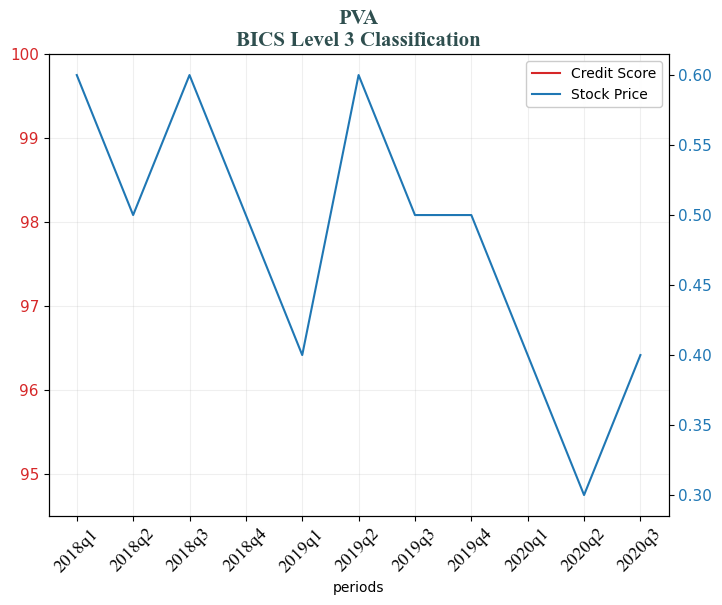 PVA
BICS Level 3 Classification
Credit Score
Stock Price
100
99
98
97
96
95
0.60
0.55
0.50
0.45
0.40
0.35
0.30
2018q1
2018q2
2018q3
2018q4
2019q1
2019q2
2019q3
2019q4
2020q1
2020q2
2020q3
periods